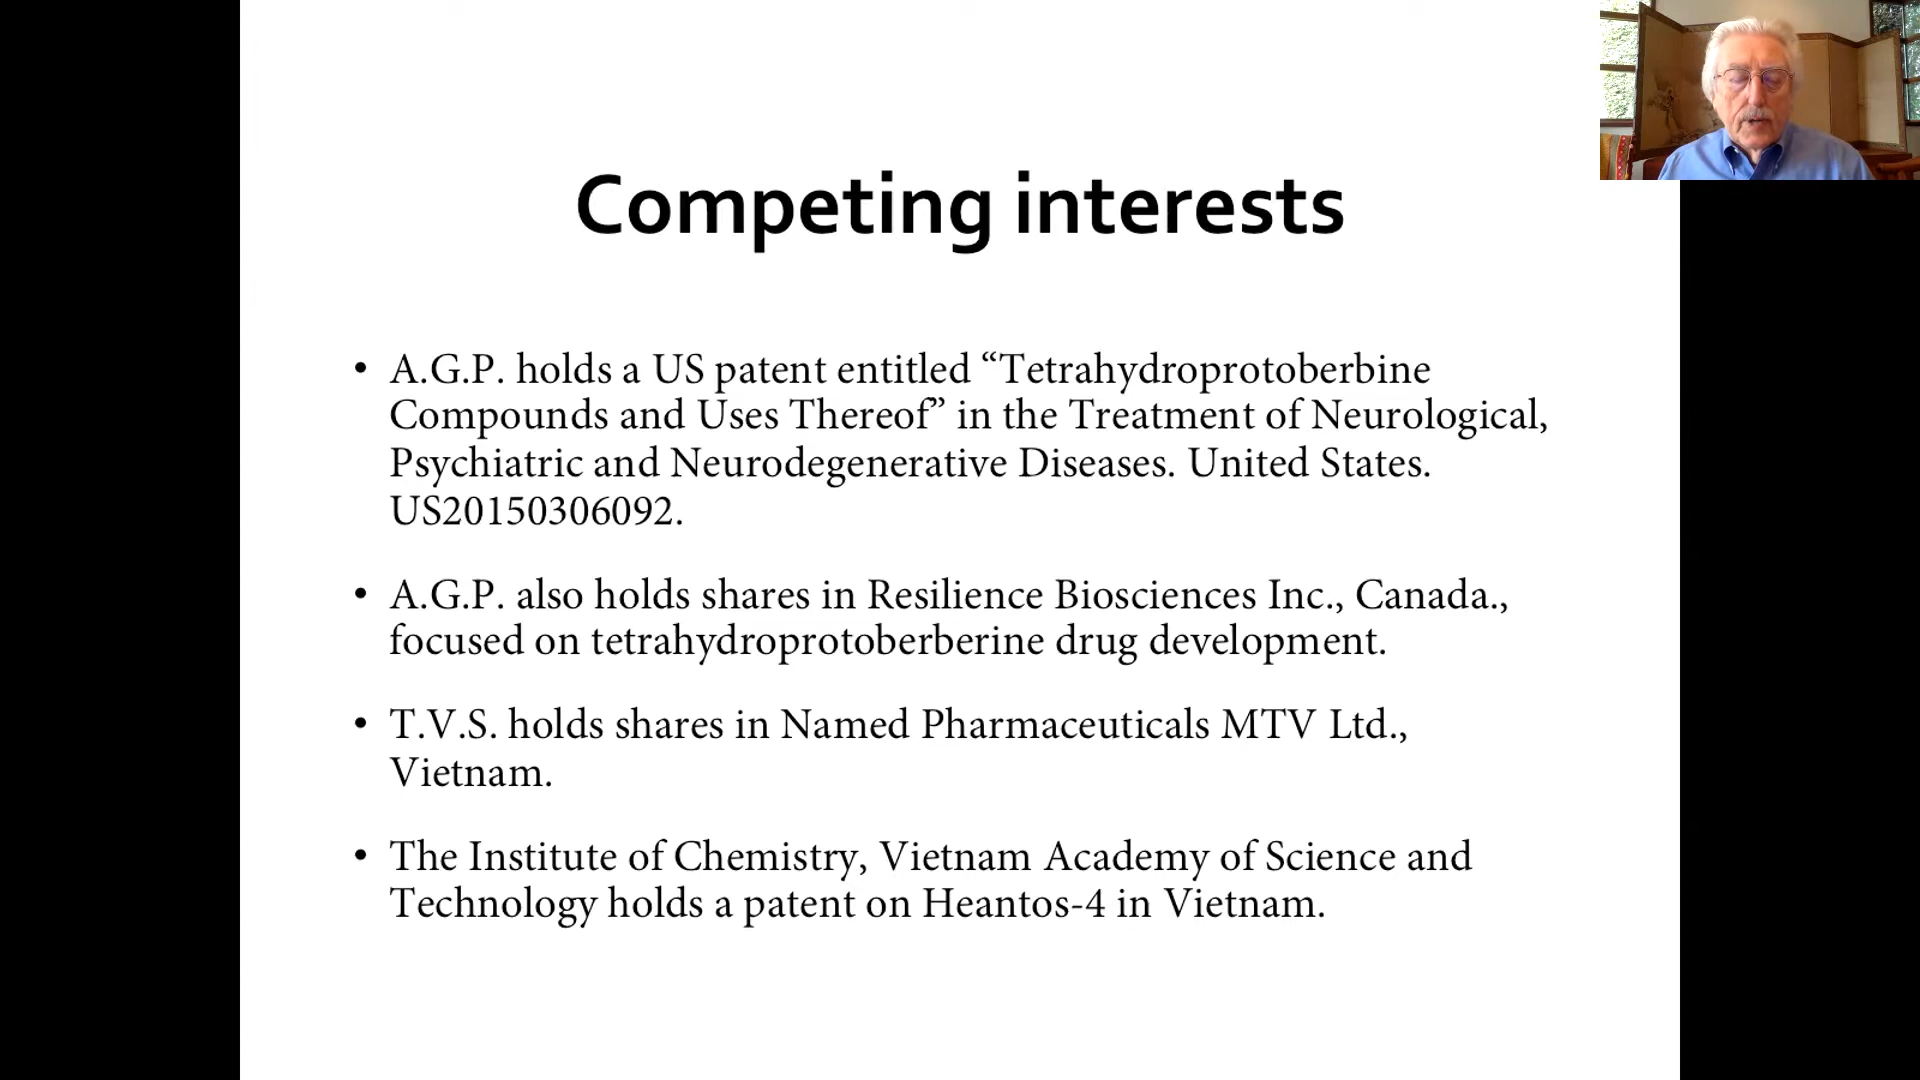 Competing interests
• A.G.P. holds a US patent entitled “Tetrahydroprotoberbine
Compounds and Uses Thereof” in the Treatment of Neurological,
Psychiatric and Neurodegenerative Diseases. United States.
US20150306092.
• A.G.P. also holds shares in Resilience Biosciences Inc., Canada.,
focused on tetrahydroprotoberberine drug development.
• T.V.S. holds shares in Named Pharmaceuticals MTV Ltd.,
Vietnam.
• The Institute of Chemistry, Vietnam Academy of Science and
Technology holds a patent on Heantos-4 in Vietnam.